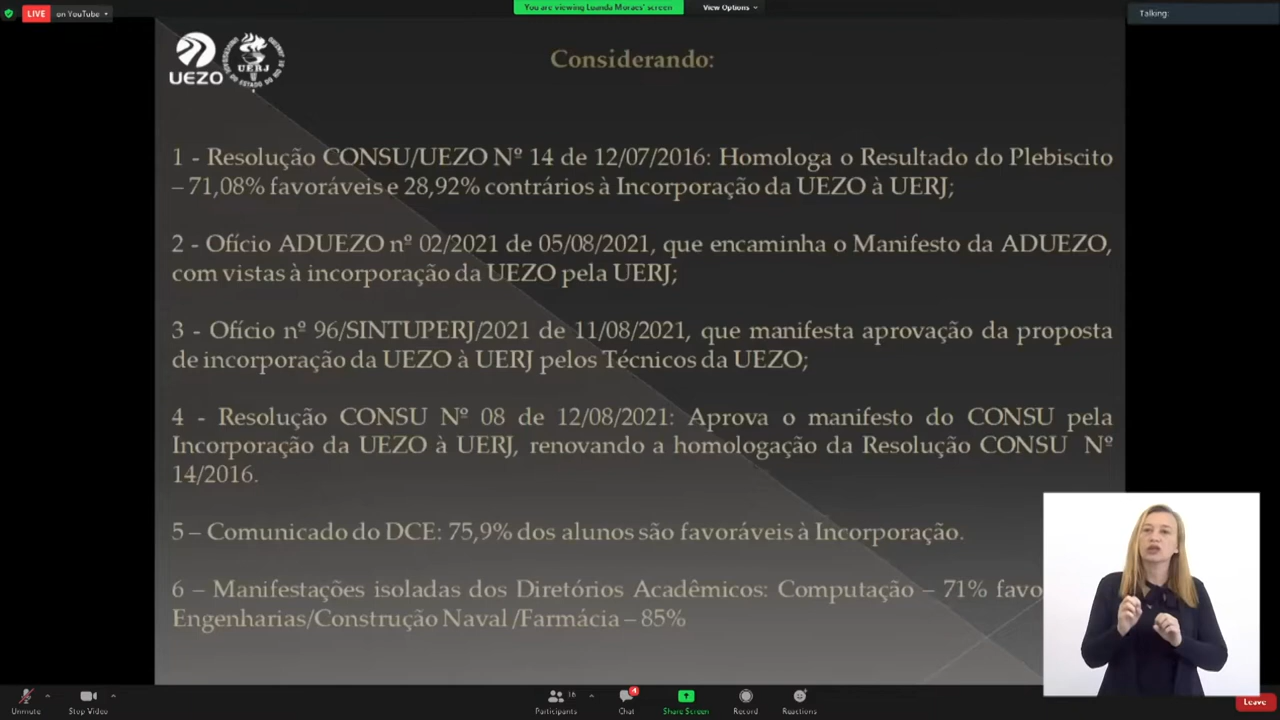 LIVE on YouTube
You are viewing Luanda Moraes' screen
View Options
Talking:
UEZO
UERJ
Considerando:
1 - Resolução CONSU/UEZO Nº 14 de 12/07/2016: Homologa o Resultado do Plebiscito
– 71,08% favoráveis e 28,92% contrários à Incorporação da UEZO à UERJ;
2 - Ofício ADUEZO nº 02/2021 de 05/08/2021, que encaminha o Manifesto da ADUEZO,
com vistas à incorporação da UEZO pela UERJ;
3 - Ofício nº 96/SINTUPERJ/2021 de 11/08/2021, que manifesta aprovação da proposta
de incorporação da UEZO à UERJ pelos Técnicos da UEZO;
4 - Resolução CONSU Nº 08 de 12/08/2021: Aprova o manifesto do CONSU pela
Incorporação da UEZO à UERJ, renovando a homologação da Resolução CONSU Nº
14/2016.
5 – Comunicado do DCE: 75,9% dos alunos são favoráveis à Incorporação.
6 – Manifestações isoladas dos Diretórios Acadêmicos: Computação – 71% favo
Engenharias/Construção Naval /Farmácia – 85%
Unmute
Stop Video
16
Participants
4
Chat
Share Screen
Record
Reactions
Leave